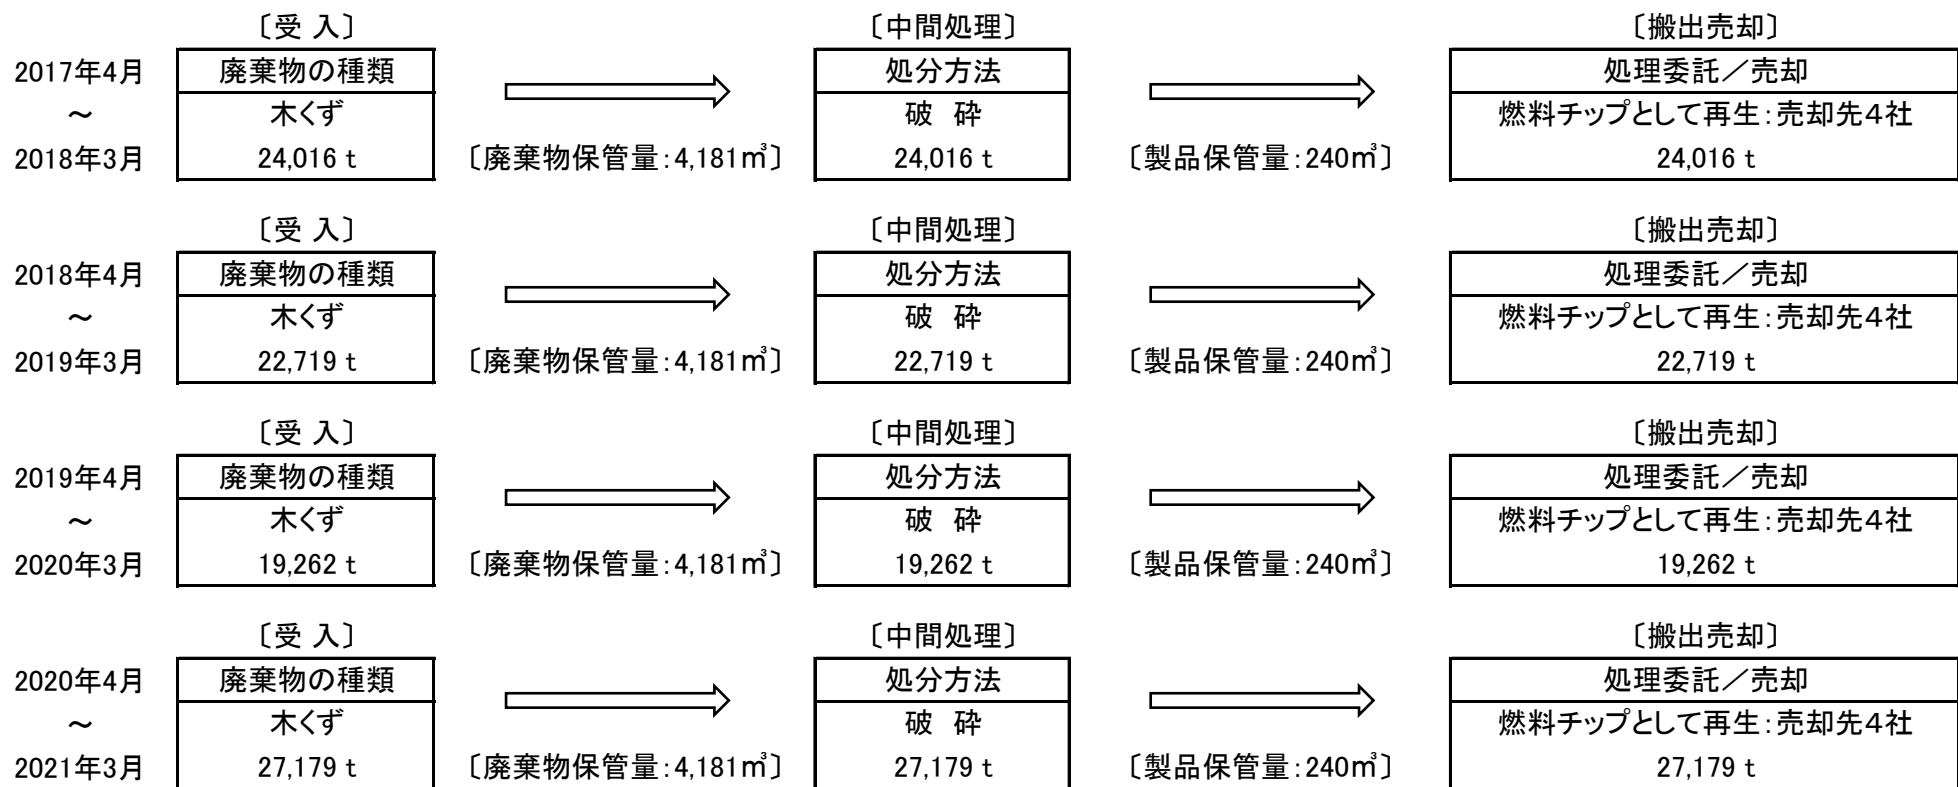 〔受 入〕 〔中間処理〕 〔搬出売却〕
2017年4月 廃棄物の種類 処分方法 処理委託／売却
～ 木くず 破 砕 燃料チップとして再生：売却先4社
2018年3月 24,016 t 〔廃棄物保管量：4,181㎥〕 24,016 t 〔製品保管量：240㎥〕 24,016 t
〔受 入〕 〔中間処理〕 〔搬出売却〕
2018年4月 廃棄物の種類 処分方法 処理委託／売却
～ 木くず 破 砕 燃料チップとして再生：売却先4社
2019年3月 22,719 t 〔廃棄物保管量：4,181㎥〕 22,719 t 〔製品保管量：240㎥〕 22,719 t
〔受 入〕 〔中間処理〕 〔搬出売却〕
2019年4月 廃棄物の種類 処分方法 処理委託／売却
～ 木くず 破 砕 燃料チップとして再生：売却先4社
2020年3月 19,262 t 〔廃棄物保管量：4,181㎥〕 19,262 t 〔製品保管量：240㎥〕 19,262 t
〔受 入〕 〔中間処理〕 〔搬出売却〕
2020年4月 廃棄物の種類 処分方法 処理委託／売却
～ 木くず 破 砕 燃料チップとして再生：売却先4社
2021年3月 27,179 t 〔廃棄物保管量：4,181㎥〕 27,179 t 〔製品保管量：240㎥〕 27,179 t